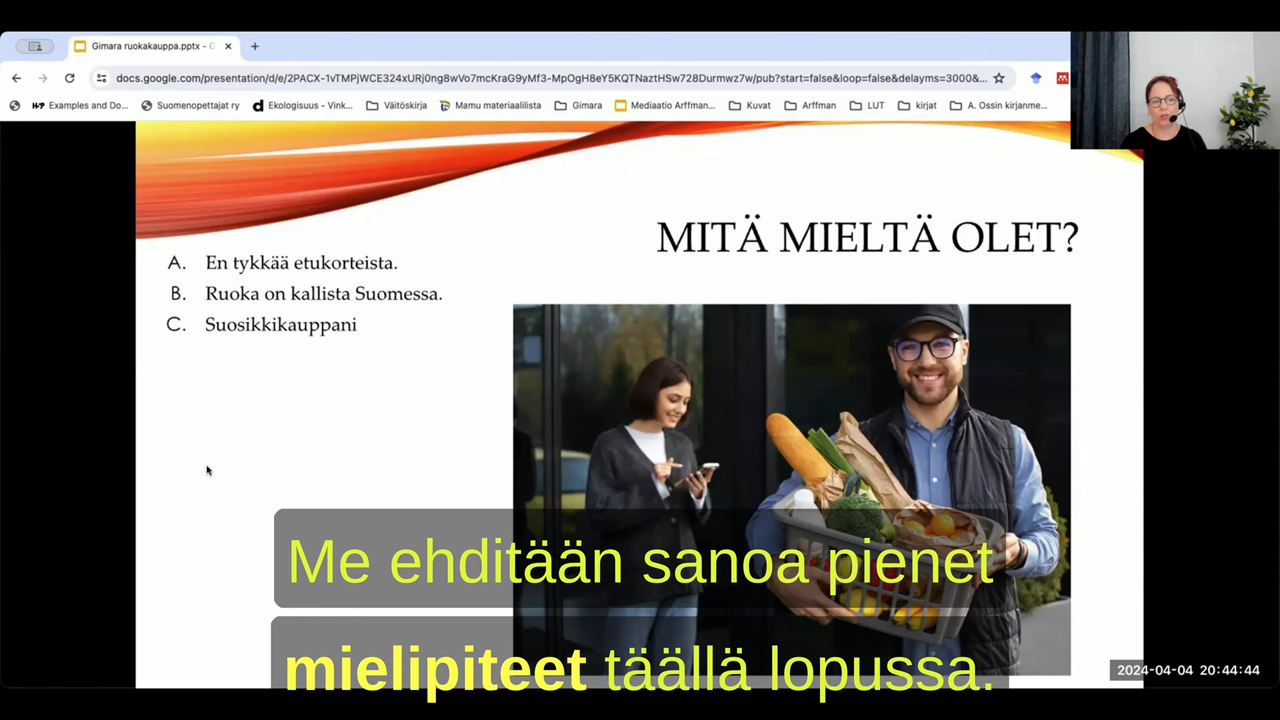 Gimara ruokakauppa.pptx - G
docs.google.com/presentation/d/e/2PACX-1vTMPjWCE324xURj0ng8wVo7mcKraG9yMf3-MpOgH8eY5KQTNaztHSw728Durmwz7w/pub?start=false&loop=false&delayms=3000&...
Examples and Do... Suomenopettajat ry Ekologisuus - Vink... Väitöskirja Mamu materiaalilista Gimara Mediaatio Arffman... Kuvat Arffman LUT kirjat A. Ossin kirjanme...
MITÄ MIELTÄ OLET?
A. En tykkää etukorteista.
B. Ruoka on kallista Suomessa.
C. Suosikkikauppani
Me ehditään sanoa pienet
mielipiteet täällä lopussa.
2024-04-04 20:44:44